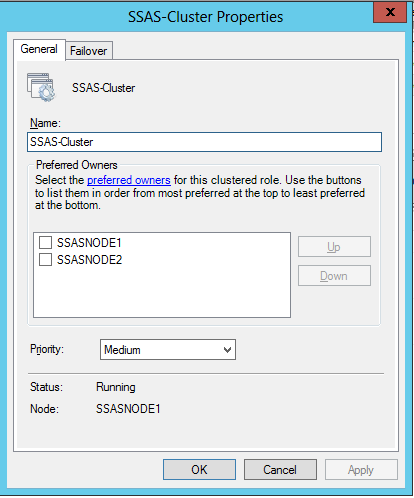 SSAS-Cluster Properties
x
General Failover
SSAS-Cluster
Name:
SSAS-Cluster
Preferred Owners
Select the preferred owners for this clustered role. Use the buttons
to list them in order from most preferred at the top to least preferred
at the bottom.
SSASNODE1
SSASNODE2
Up
Down
Priority: Medium
Status: Running
Node: SSASNODE1
OK Cancel Apply